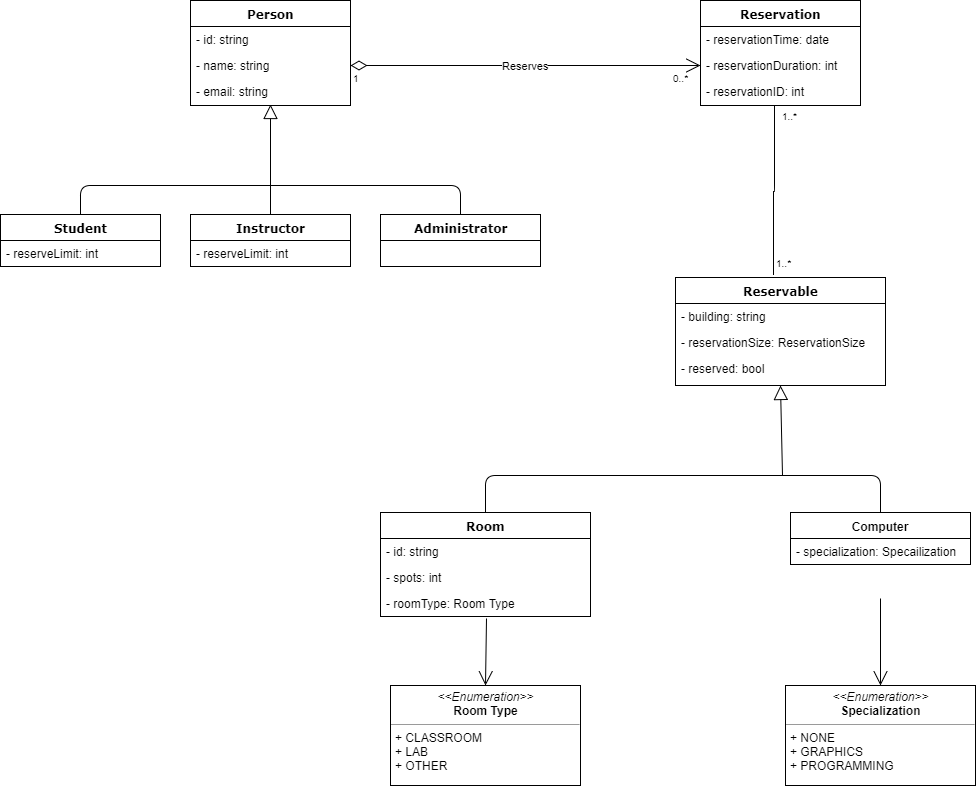 Person
- id: string
- name: string
- email: string
1
Reserves
0..*
Reservation
- reservationTime: date
- reservationDuration: int
- reservationID: int
1..*
Student
- reserveLimit: int
Instructor
- reserveLimit: int
Administrator
1..*
Reservable
- building: string
- reservationSize: ReservationSize
- reserved: bool
Room
- id: string
- spots: int
- roomType: Room Type
Computer
- specialization: Specailization
<<Enumeration>>
Room Type
+ CLASSROOM
+ LAB
+ OTHER
<<Enumeration>>
Specialization
+ NONE
+ GRAPHICS
+ PROGRAMMING